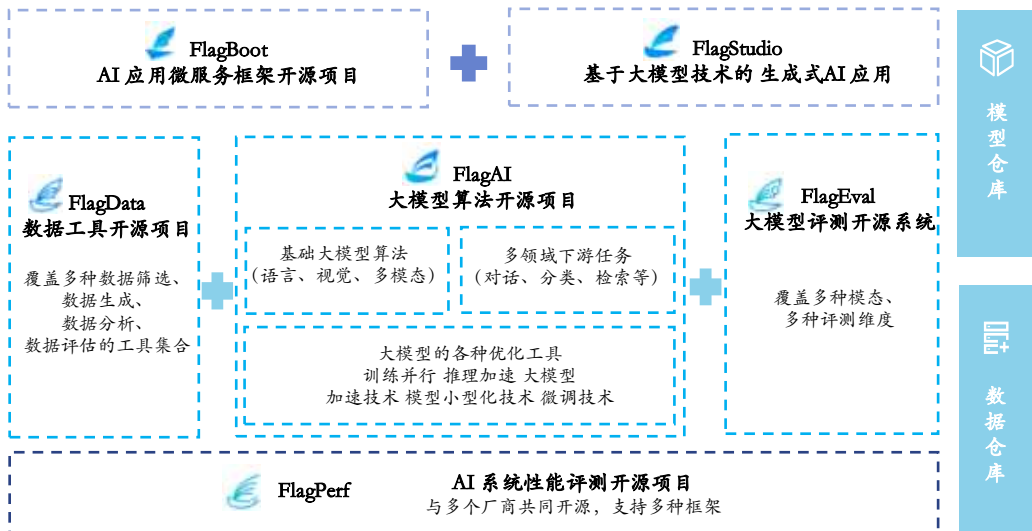 FlagBoot
AI 应用微服务框架开源项目
FlagStudio
基于大模型技术的 生成式AI 应用
模型仓库
FlagData
数据工具开源项目
覆盖多种数据筛选、
数据生成、
数据分析、
数据评估的工具集合
FlagAI
大模型算法开源项目
基础大模型算法
（语言、视觉、多模态）
多领域下游任务
（对话、分类、检索等）
大模型的各种优化工具
训练并行 推理加速 大模型
加速技术 模型小型化技术 微调技术
FlagEval
大模型评测开源系统
覆盖多种模态、
多种评测维度
数据仓库
FlagPerf
AI 系统性能评测开源项目
与多个厂商共同开源，支持多种框架